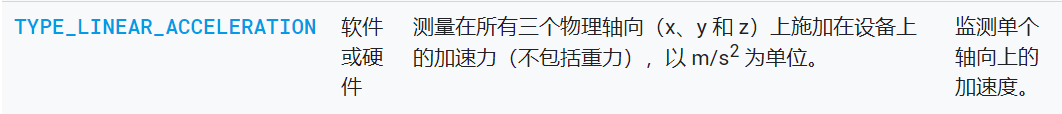 TYPE_LINEAR_ACCELERATION
软件
或硬
件
测量在所有三个物理轴向（x、y 和 z）上施加在设备上
的加速力（不包括重力），以 m/s² 为单位。
监测单个
轴向上的
加速度。